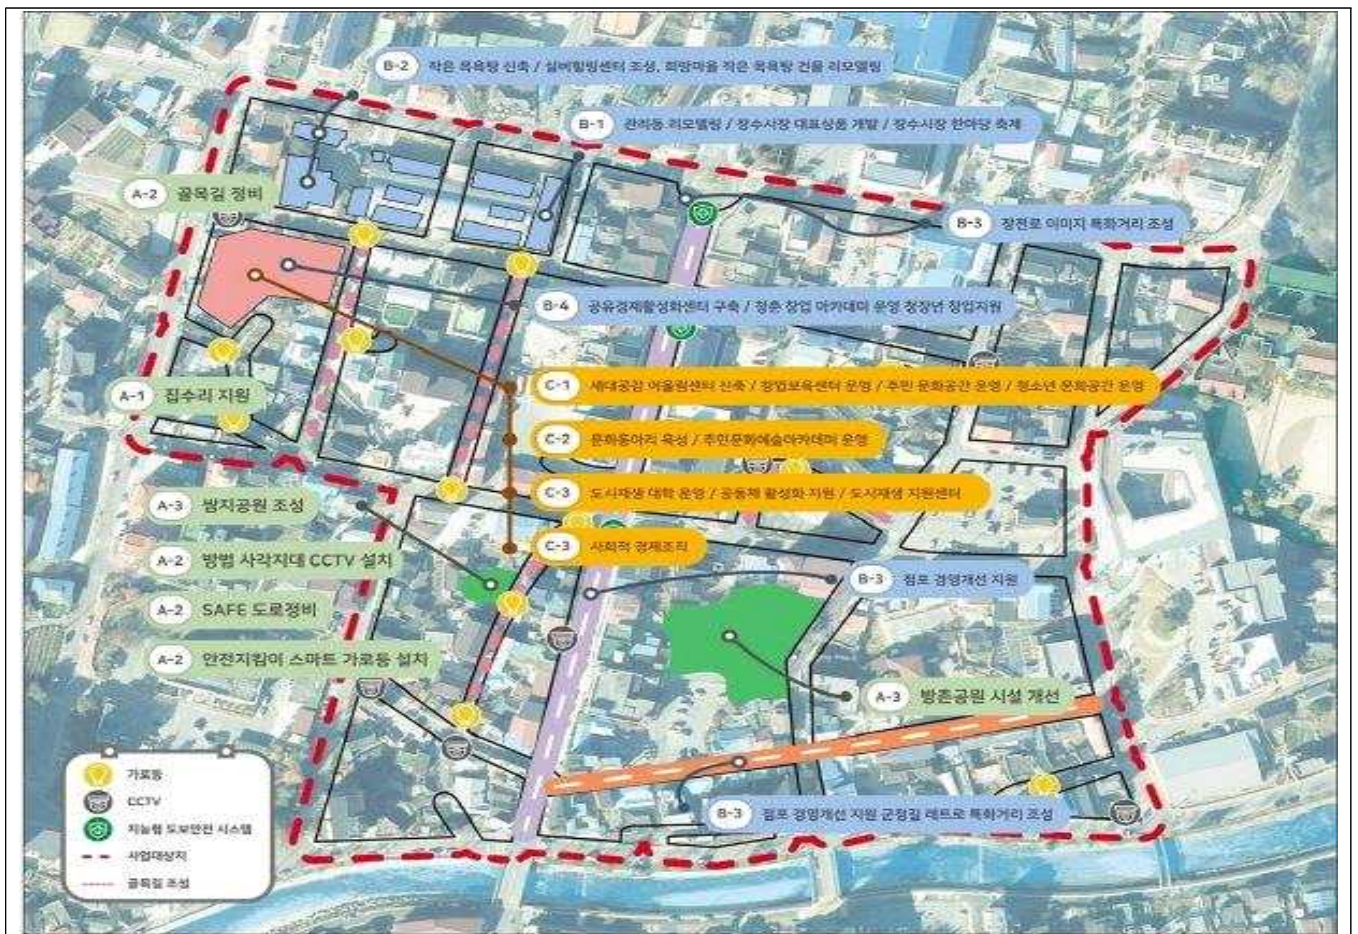 B-2 작은 목욕탕 신축 / 실버힐링센터 조성, 희망마을 작은 목욕탕 건물 리모델링
B-1 관리동 리모델링 / 장수시장 대표상품 개발 / 장수시장 한마당 축제
A-2 골목길 정비
B-3 장천로 이미지 특화거리 조성
B-4 공유경제활성화센터 구축 / 청춘 창업 아카데미 운영 청장년 창업지원
C-1 세대공감 어울림센터 신축 / 창업보육센터 운영 / 주민 문화공간 운영 / 청소년 문화공간 운영
A-1 집수리 지원
C-2 문화동아리 육성 / 주민문화예술아카데미 운영
C-3 도시재생 대학 운영 / 공동체 활성화 지원 / 도시재생 지원센터
A-3 쌈지공원 조성
C-3 사회적 경제조직
A-2 방범 사각지대 CCTV 설치
B-3 점포 경영개선 지원
A-2 SAFE 도로정비
A-2 안전지킴이 스마트 가로등 설치
A-3 방촌공원 시설 개선
가로등
CCTV
지능형 도보안전 시스템
사업대상지
골목길 조성
B-3 점포 경영개선 지원 군청길 레트로 특화거리 조성